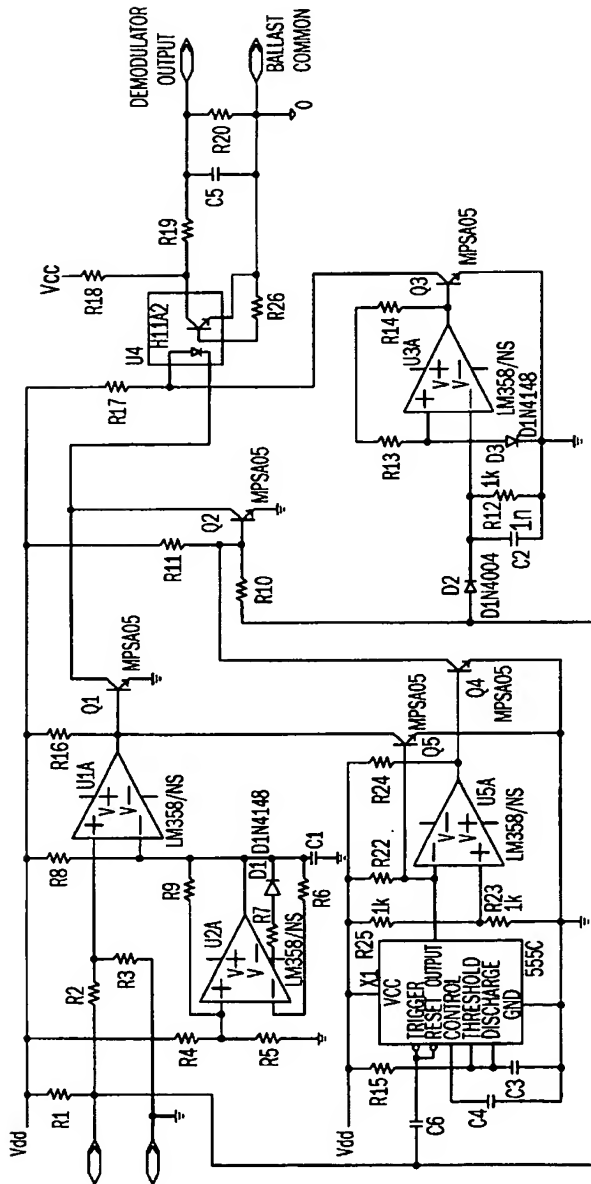 DEMODULATOR
OUTPUT
BALLAST
COMMON
R20
0
C5
R19
Vcc
R18
H11A2
U4
R26
R17
MPSA05
Q3
R14
U3A
V+
V-
LM358/NS
R13
D3
D1N4148
R12
1k
C2
1n
D2
D1N4004
MPSA05
Q2
R11
R10
MPSA05
Q1
R16
U1A
V+
V-
LM358/NS
R8
R9
U2A
V+
V-
LM358/NS
D1
D1N4148
R7
R6
C1
R2
R3
R4
R5
R1
Vdd
Q4
MPSA05
MPSA05
Q5
R24
U5A
V-
V+
LM358/NS
R22
R23
1k
R25
1k
X1
VCC
TRIGGER
RESET
OUTPUT
CONTROL
THRESHOLD
DISCHARGE
GND
555C
R15
C3
C4
C6
Vdd